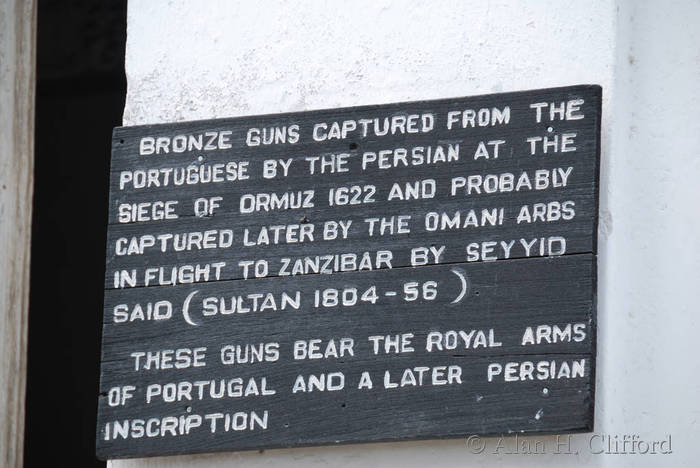 BRONZE GUNS CAPTURED FROM THE
PORTUGUESE BY THE PERSIAN AT THE
SIEGE OF ORMUZ 1622 AND PROBABLY
CAPTURED LATER BY THE OMANI ARBS
IN FLIGHT TO ZANZIBAR BY SEYYID
SAID (SULTAN 1804-56)
THESE GUNS BEAR THE ROYAL ARMS
OF PORTUGAL AND A LATER PERSIAN
INSCRIPTION
© Alan H. Clifford